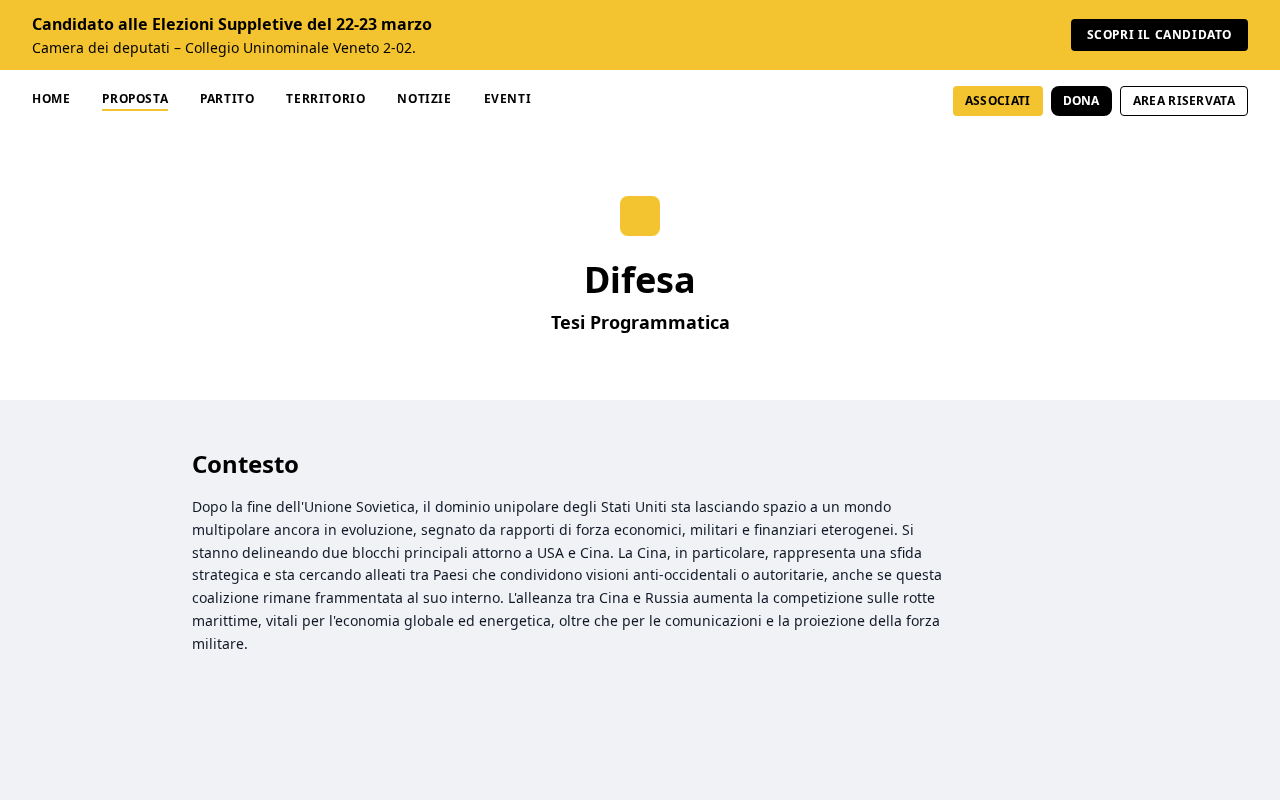 Candidato alle Elezioni Suppletive del 22-23 marzo
Camera dei deputati – Collegio Uninominale Veneto 2-02.
SCOPRI IL CANDIDATO
HOME PROPOSTA PARTITO TERRITORIO NOTIZIE EVENTI
ASSOCIATI DONA AREA RISERVATA
Difesa
Tesi Programmatica
Contesto
Dopo la fine dell'Unione Sovietica, il dominio unipolare degli Stati Uniti sta lasciando spazio a un mondo
multipolare ancora in evoluzione, segnato da rapporti di forza economici, militari e finanziari eterogenei. Si
stanno delineando due blocchi principali attorno a USA e Cina. La Cina, in particolare, rappresenta una sfida
strategica e sta cercando alleati tra Paesi che condividono visioni anti-occidentali o autoritarie, anche se questa
coalizione rimane frammentata al suo interno. L'alleanza tra Cina e Russia aumenta la competizione sulle rotte
marittime, vitali per l'economia globale ed energetica, oltre che per le comunicazioni e la proiezione della forza
militare.